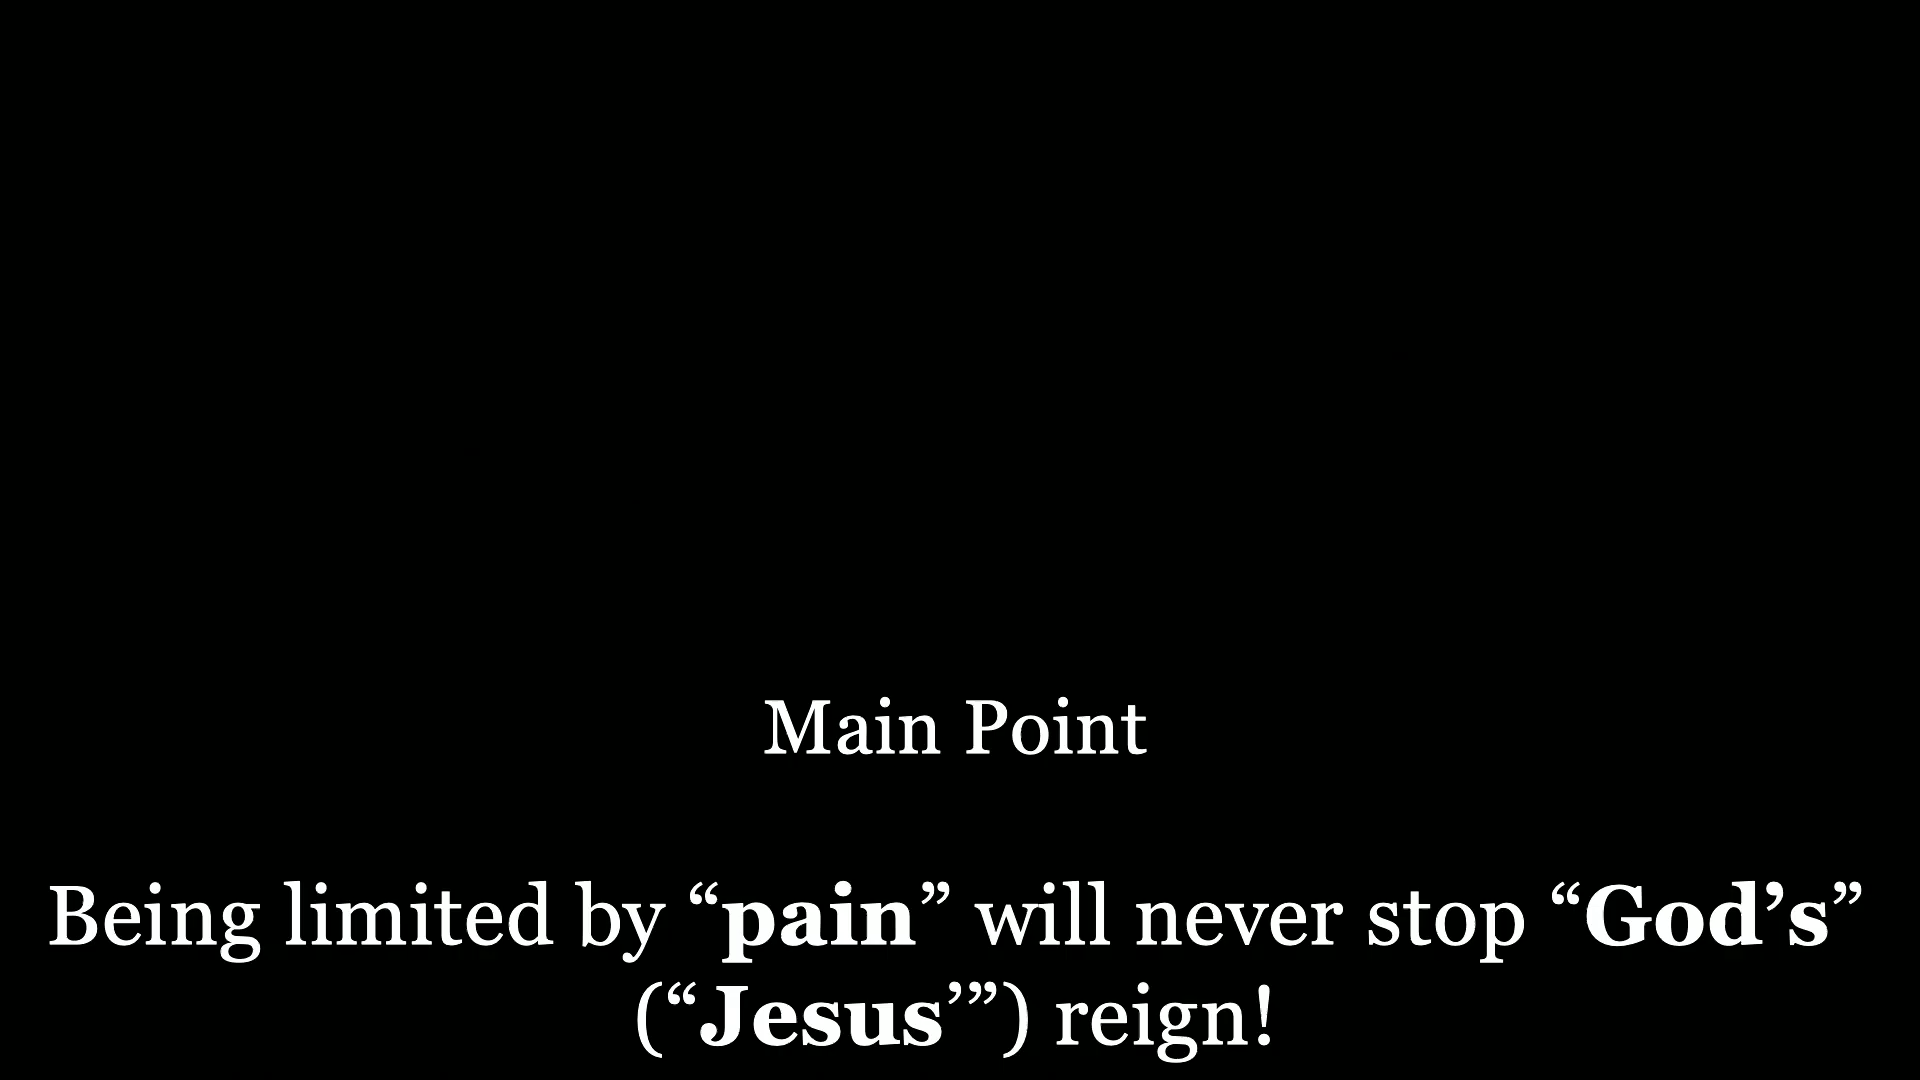 Main Point
Being limited by “pain” will never stop “God’s”
(“Jesus’”) reign!